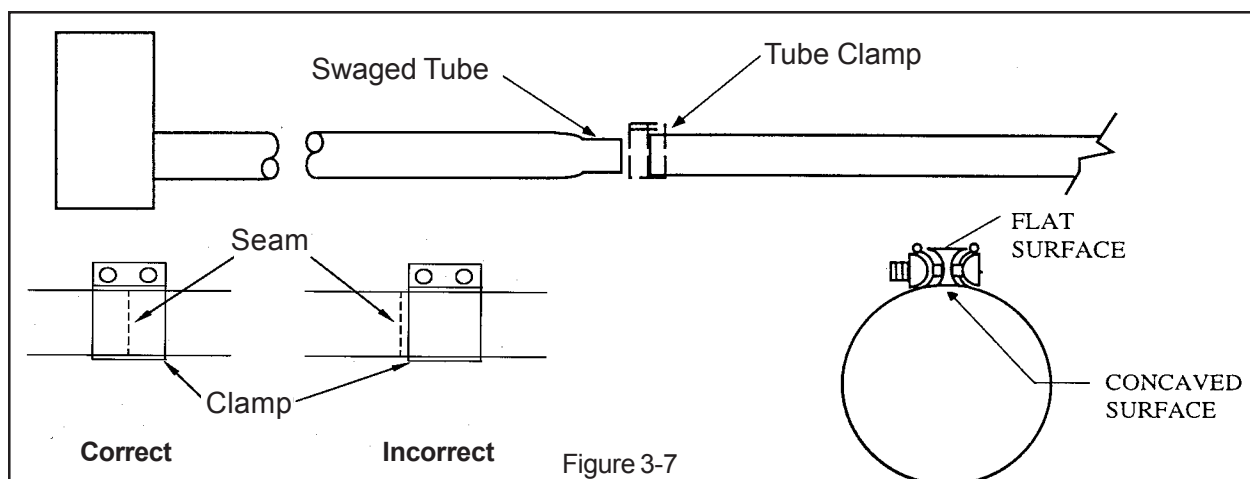 Swaged Tube
Tube Clamp
Seam
Clamp
Correct
Incorrect
Figure 3-7
FLAT
SURFACE
CONCAVED
SURFACE